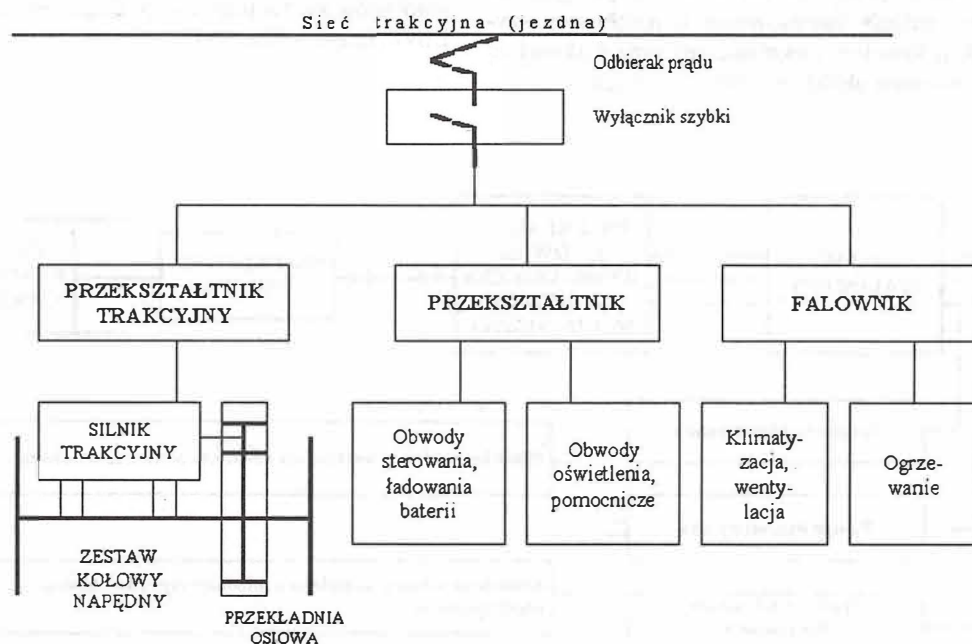 Sieć trakcyjna (jezdna)
Odbierak prądu
Wyłącznik szybki
PRZEKSZTAŁTNIK
TRAKCYJNY
PRZEKSZTAŁTNIK
FALOWNIK
SILNIK
TRAKCYJNY
Obwody
sterowania,
ładowania
baterii
Obwody
oświetlenia,
pomocnicze
Klimaty-
zacja,
wenty-
lacja
Ogrze-
wanie
ZESTAW
KOŁOWY
NAPĘDNY
PRZEKŁADNIA
OSIOWA